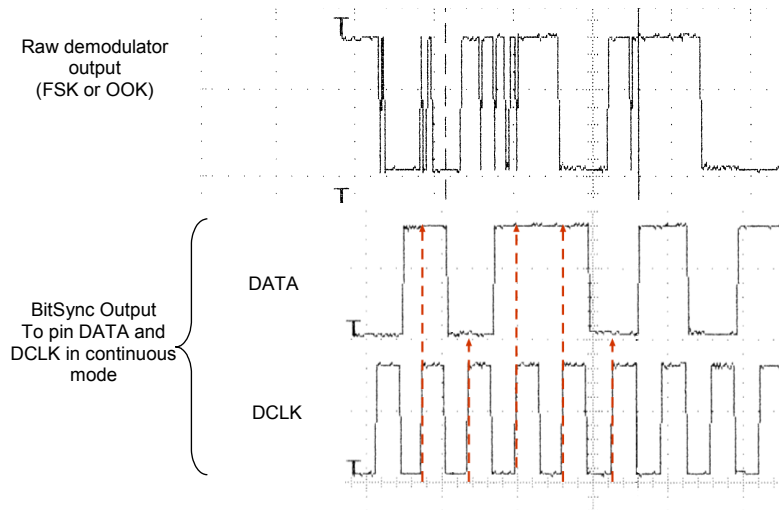 Raw demodulator
output
(FSK or OOK)
DATA
BitSync Output
To pin DATA and
DCLK in continuous
mode
DCLK